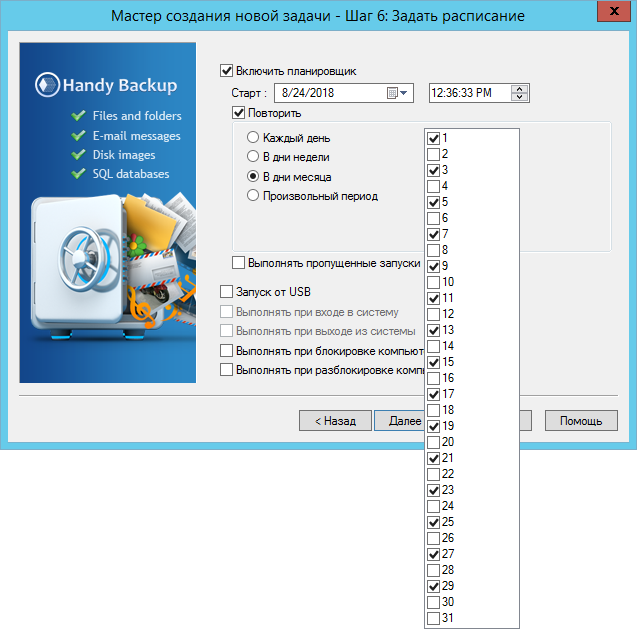 Мастер создания новой задачи - Шаг 6: Задать расписание
x
Handy Backup
Files and folders
E-mail messages
Disk images
SQL databases
Включить планировщик
Старт : 8/24/2018 12:36:33 PM
Повторить
Каждый день
В дни недели
В дни месяца
Произвольный период
Выполнять пропущенные запуски
Запуск от USB
Выполнять при входе в систему
Выполнять при выходе из системы
Выполнять при блокировке компьют
Выполнять при разблокировке комп
1
2
3
4
5
6
7
8
9
10
11
12
13
14
15
16
17
18
19
20
21
22
23
24
25
26
27
28
29
30
31
< Назад
Далее
Помощь